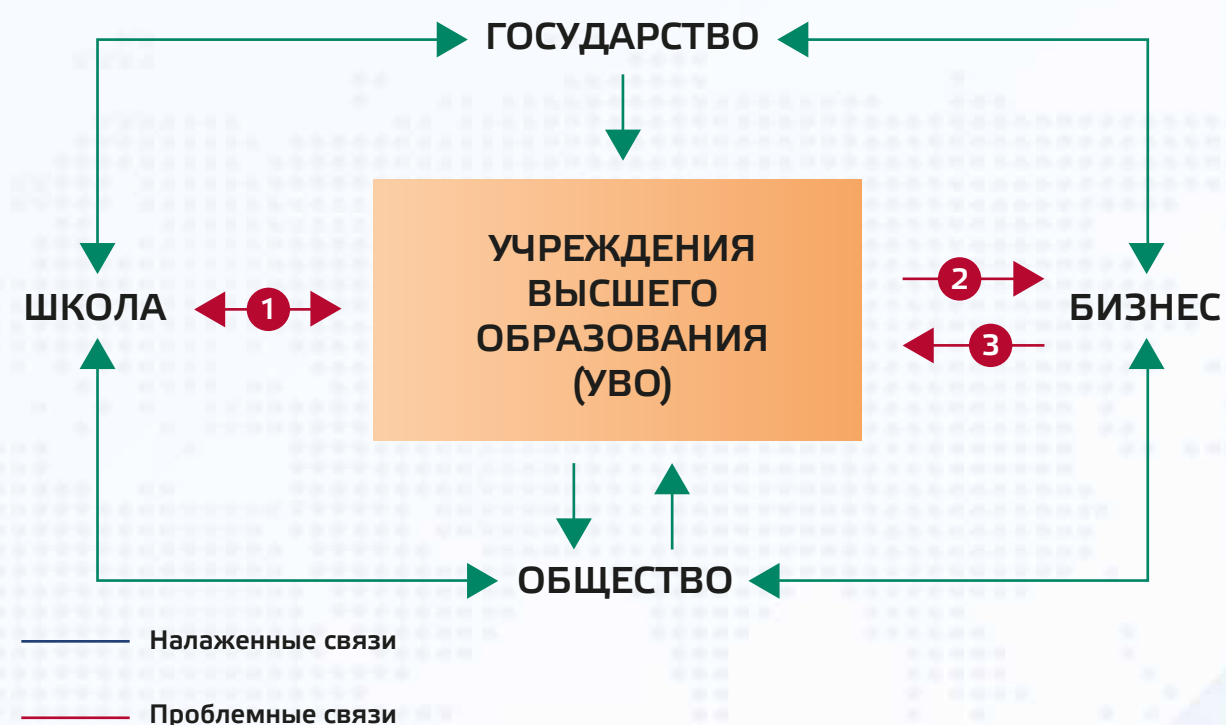 ГОСУДАРСТВО
УЧРЕЖДЕНИЯ
ВЫСШЕГО
ОБРАЗОВАНИЯ
(УВО)
ШКОЛА
1
2
3
БИЗНЕС
ОБЩЕСТВО
Налаженные связи
Проблемные связи